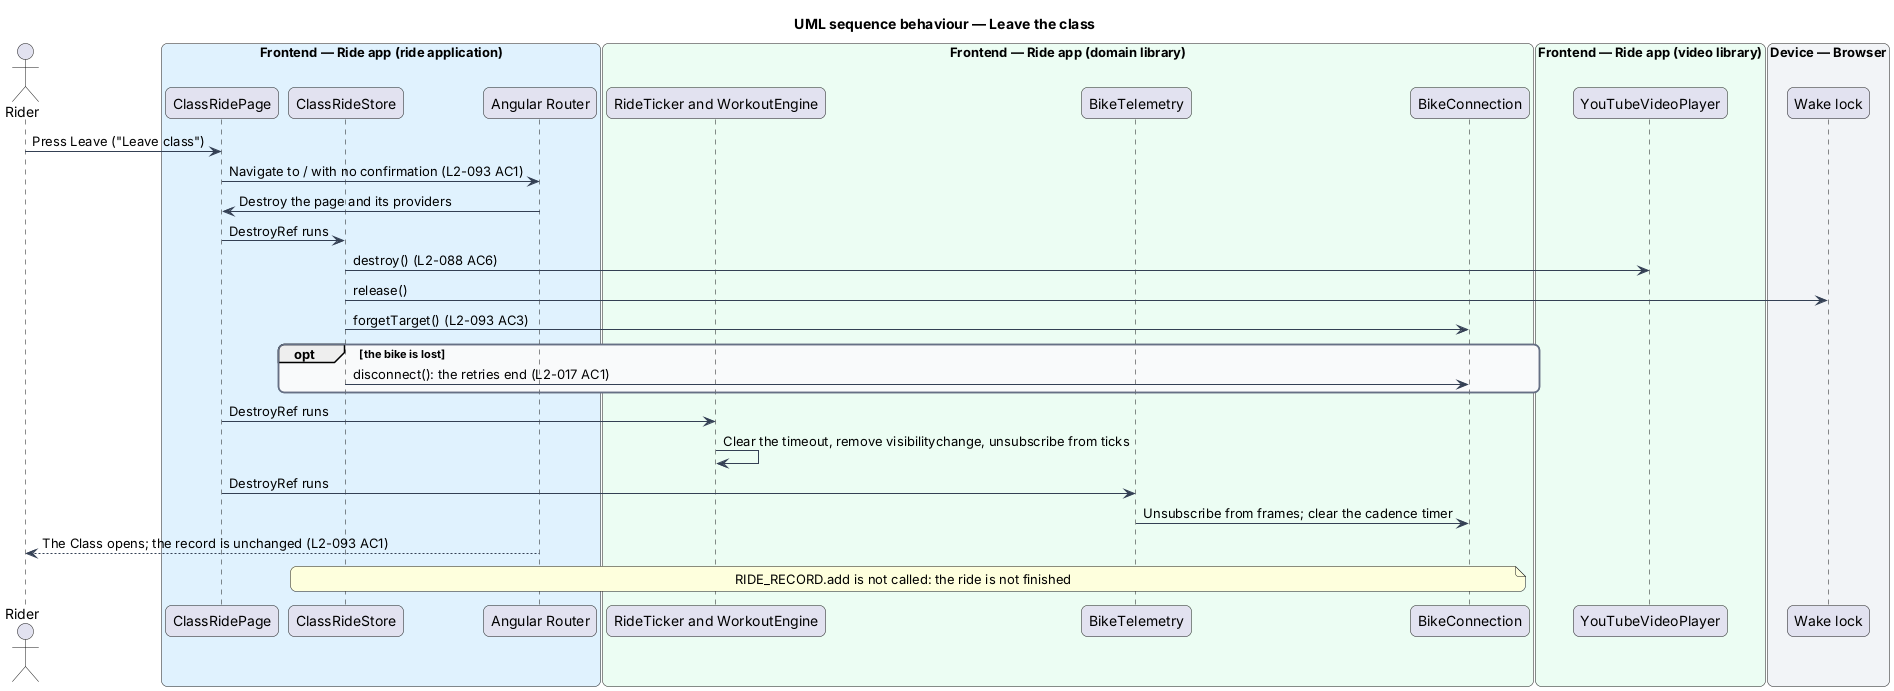 UML sequence behaviour — Leave the class
Frontend — Ride app (ride application)
Frontend — Ride app (domain library)
Frontend — Ride app (video library)
Device — Browser
Rider
ClassRidePage
ClassRideStore
Angular Router
RideTicker and WorkoutEngine
BikeTelemetry
BikeConnection
YouTubeVideoPlayer
Wake lock
Press Leave ("Leave class")
Navigate to / with no confirmation (L2-093 AC1)
Destroy the page and its providers
DestroyRef runs
destroy() (L2-088 AC6)
release()
forgetTarget() (L2-093 AC3)
opt
[the bike is lost]
disconnect(): the retries end (L2-017 AC1)
DestroyRef runs
Clear the timeout, remove visibilitychange, unsubscribe from ticks
DestroyRef runs
Unsubscribe from frames; clear the cadence timer
The Class opens; the record is unchanged (L2-093 AC1)
RIDE_RECORD.add is not called: the ride is not finished
Rider
ClassRidePage
ClassRideStore
Angular Router
RideTicker and WorkoutEngine
BikeTelemetry
BikeConnection
YouTubeVideoPlayer
Wake lock